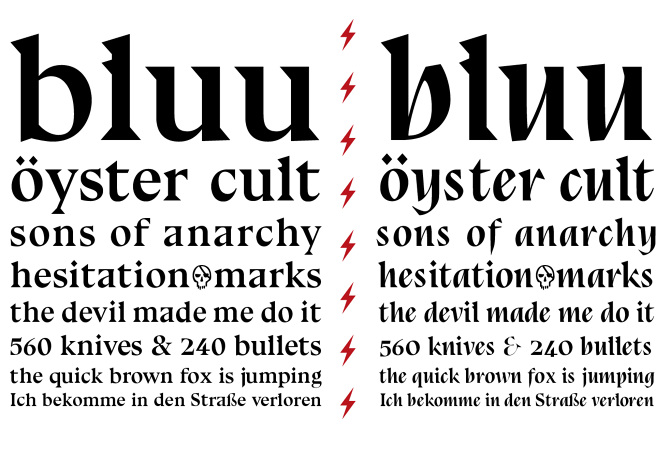 bluu
öyster cult
sons of anarchy
hesitation marks
the devil made me do it
560 knives & 240 bullets
the quick brown fox is jumping
Ich bekomme in den Straße verloren
bluu
öyster cult
sons of anarchy
hesitation marks
the devil made me do it
560 knives & 240 bullets
the quick brown fox is jumping
Ich bekomme in den Straße verloren